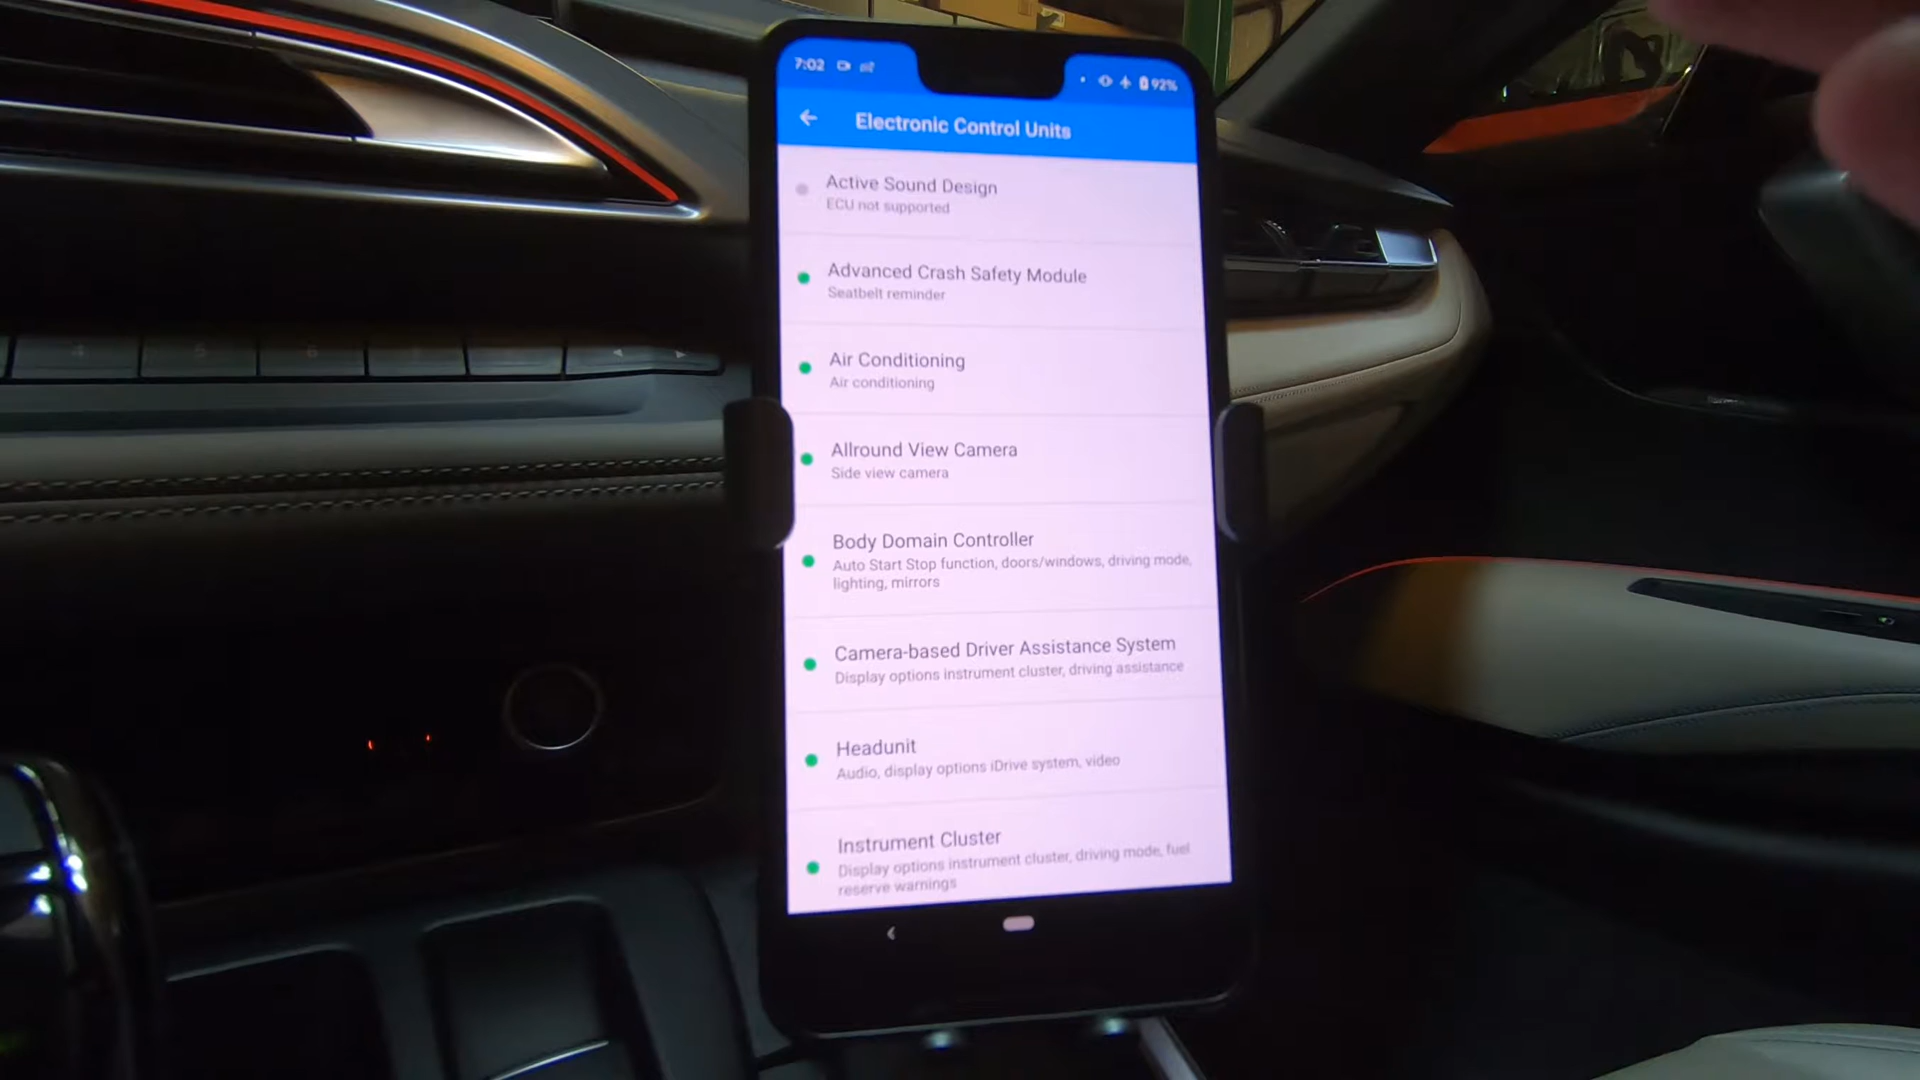 7:02
92%
Electronic Control Units
Active Sound Design
ECU not supported
Advanced Crash Safety Module
Seatbelt reminder
Air Conditioning
Air conditioning
Allround View Camera
Side view camera
Body Domain Controller
Auto Start Stop function, doors/windows, driving mode,
lighting, mirrors
Camera-based Driver Assistance System
Display options instrument cluster, driving assistance
Headunit
Audio, display options iDrive system, video
Instrument Cluster
Display options instrument cluster, driving mode, fuel
reserve warnings